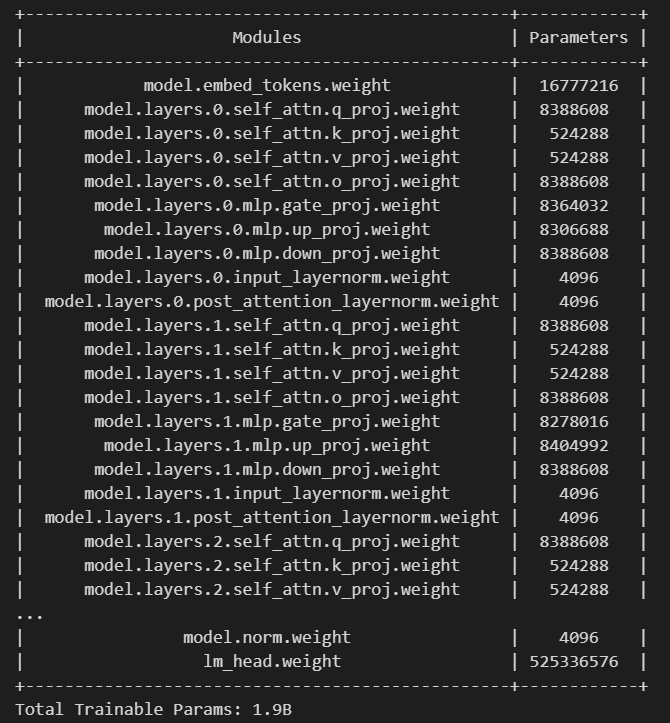 +-------------------------------------------------+------------+
| Modules | Parameters |
+-------------------------------------------------+------------+
| model.embed_tokens.weight | 16777216 |
| model.layers.0.self_attn.q_proj.weight | 8388608 |
| model.layers.0.self_attn.k_proj.weight | 524288 |
| model.layers.0.self_attn.v_proj.weight | 524288 |
| model.layers.0.self_attn.o_proj.weight | 8388608 |
| model.layers.0.mlp.gate_proj.weight | 8364032 |
| model.layers.0.mlp.up_proj.weight | 8306688 |
| model.layers.0.mlp.down_proj.weight | 8388608 |
| model.layers.0.input_layernorm.weight | 4096 |
| model.layers.0.post_attention_layernorm.weight | 4096 |
| model.layers.1.self_attn.q_proj.weight | 8388608 |
| model.layers.1.self_attn.k_proj.weight | 524288 |
| model.layers.1.self_attn.v_proj.weight | 524288 |
| model.layers.1.self_attn.o_proj.weight | 8388608 |
| model.layers.1.mlp.gate_proj.weight | 8278016 |
| model.layers.1.mlp.up_proj.weight | 8404992 |
| model.layers.1.mlp.down_proj.weight | 8388608 |
| model.layers.1.input_layernorm.weight | 4096 |
| model.layers.1.post_attention_layernorm.weight | 4096 |
| model.layers.2.self_attn.q_proj.weight | 8388608 |
| model.layers.2.self_attn.k_proj.weight | 524288 |
| model.layers.2.self_attn.v_proj.weight | 524288 |
...
| model.norm.weight | 4096 |
| lm_head.weight | 525336576 |
+-------------------------------------------------+------------+
Total Trainable Params: 1.9B